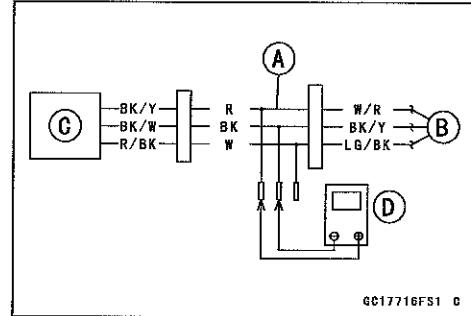 A
BK/Y R W/R
C BK/W BK BK/Y B
R/BK W LG/BK
D
GC17716FS1 C